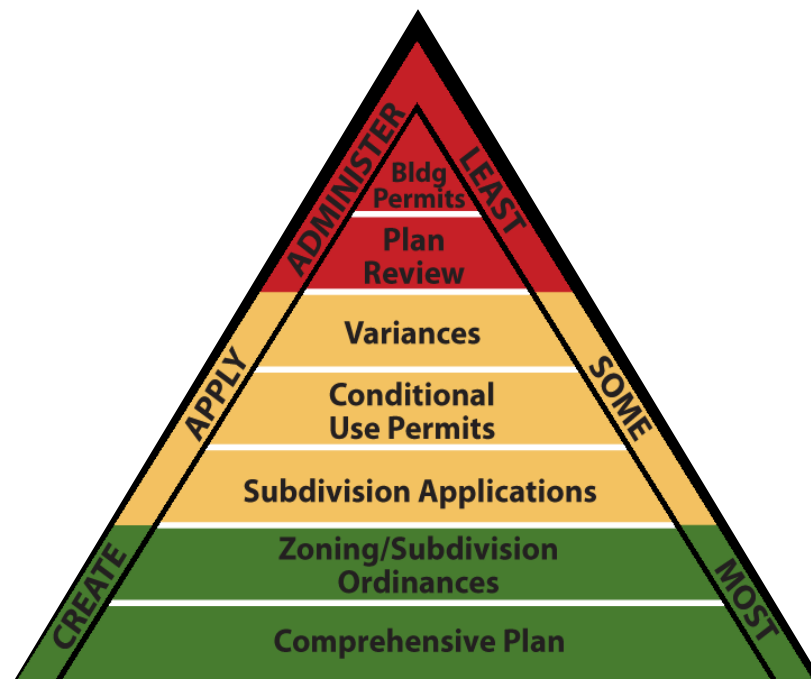 ADMINISTER
LEAST
Bldg
Permits
Plan
Review
APPLY
SOME
Variances
Conditional
Use Permits
Subdivision Applications
CREATE
MOST
Zoning/Subdivision
Ordinances
Comprehensive Plan